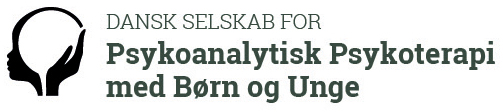 DANSK SELSKAB FOR
Psykoanalytisk Psykoterapi
med Børn og Unge